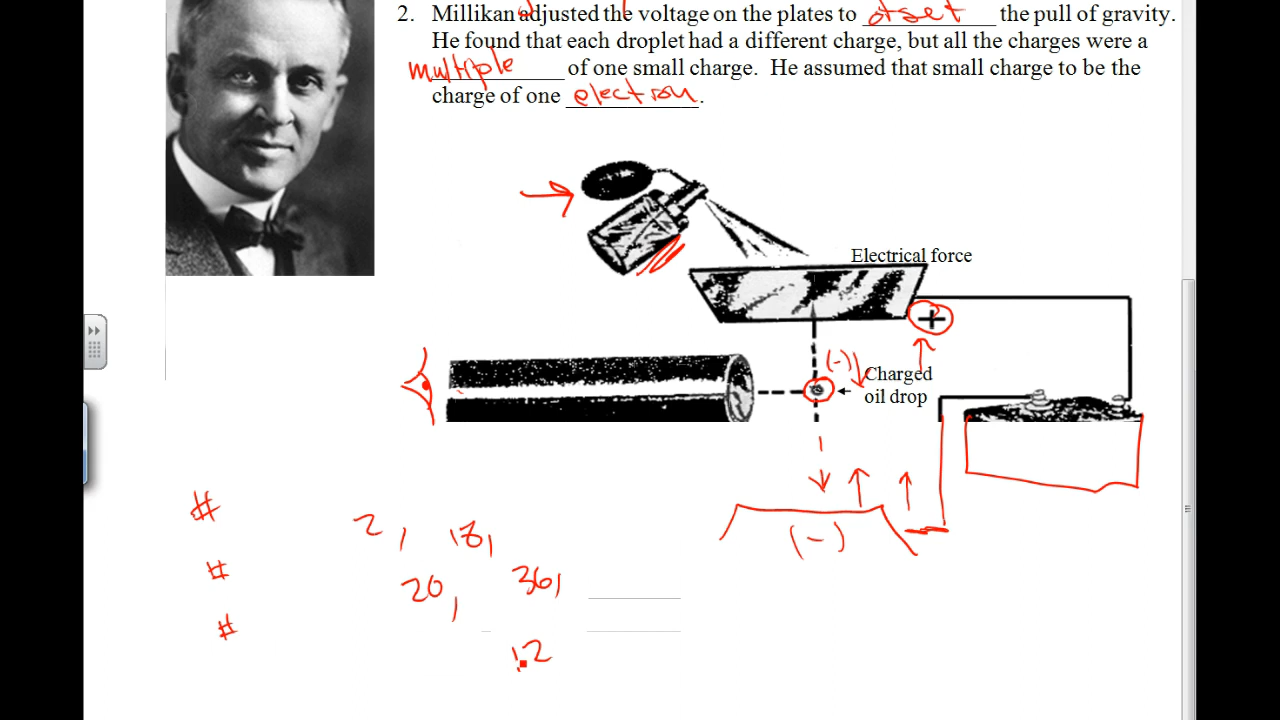 2. Millikan adjusted the voltage on the plates to offset the pull of gravity.
He found that each droplet had a different charge, but all the charges were a
multiple of one small charge. He assumed that small charge to be the
charge of one electron.
Electrical force
+
(-)
Charged
oil drop
(-)
#
2, 18,
#
20, 36,
#
12